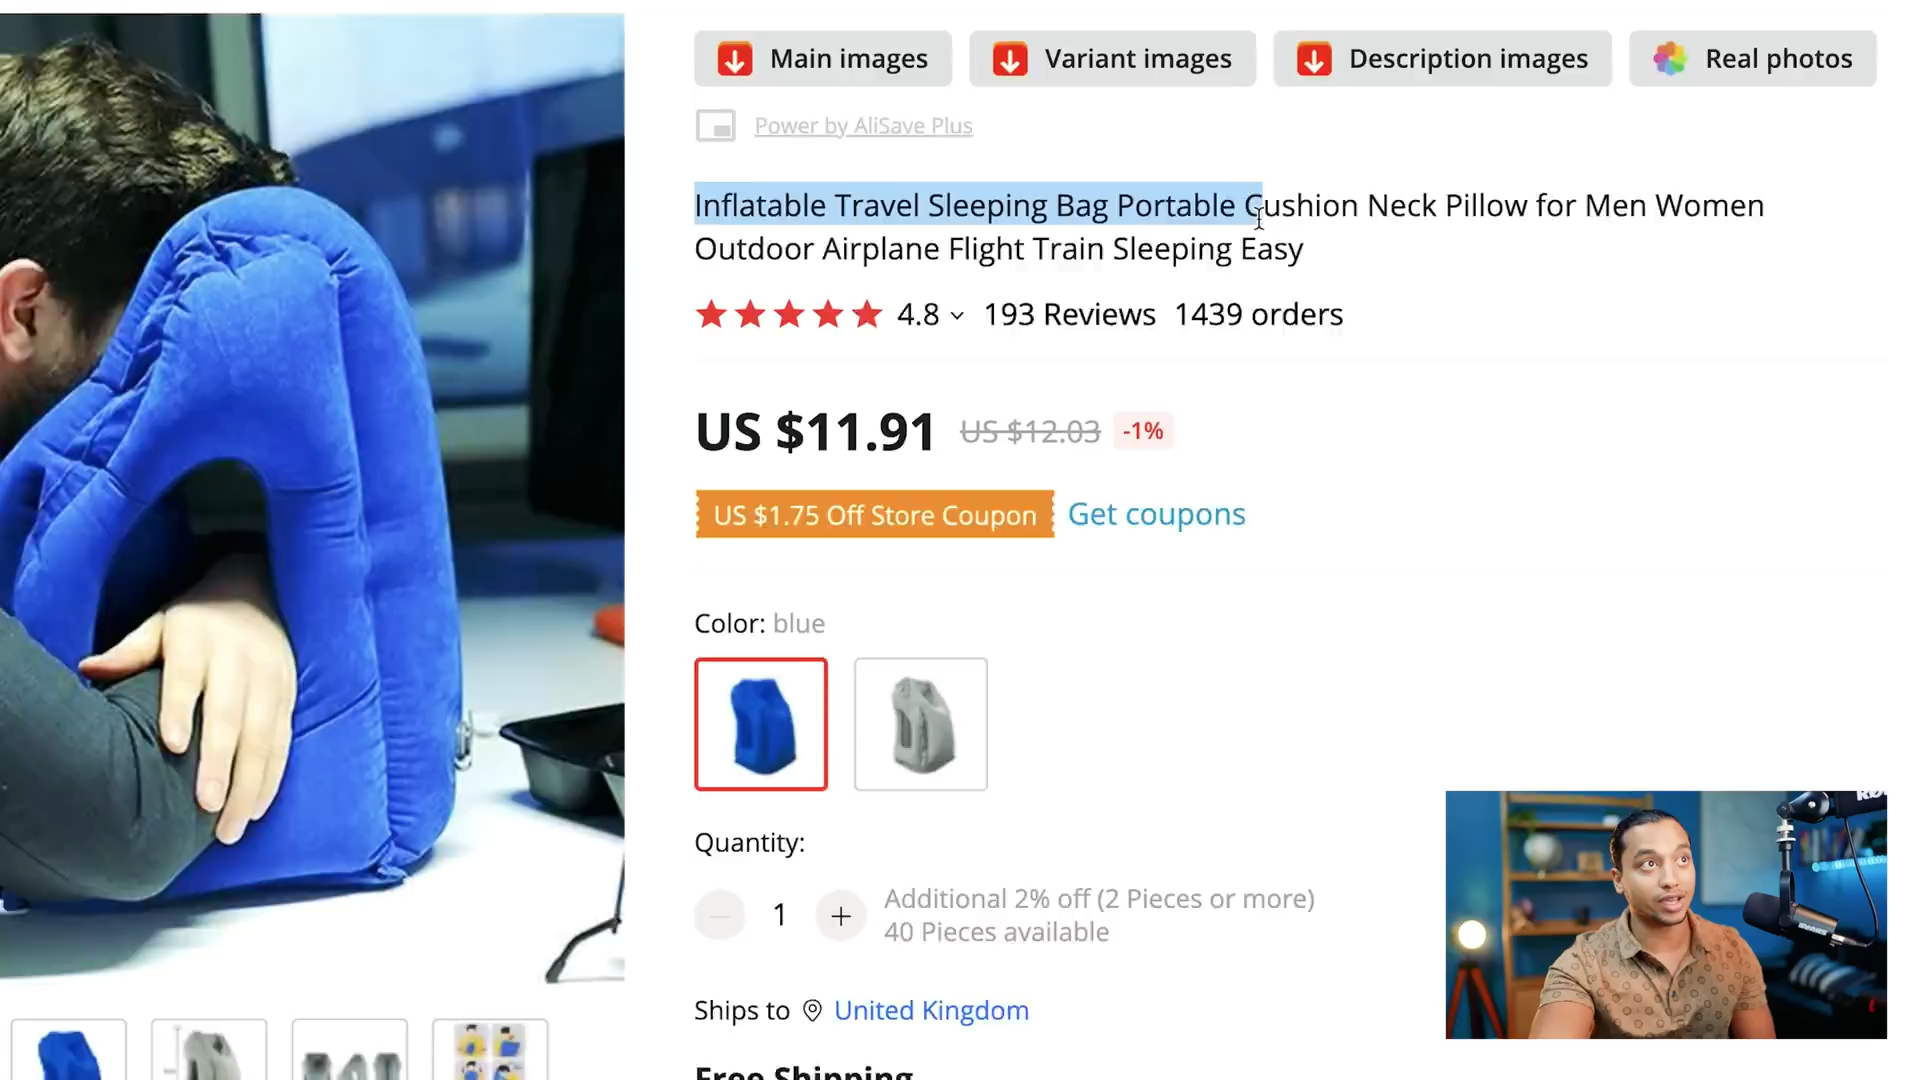 Main images
Variant images
Description images
Real photos
Power by AliSave Plus
Inflatable Travel Sleeping Bag Portable Cushion Neck Pillow for Men Women
Outdoor Airplane Flight Train Sleeping Easy
4.8 193 Reviews 1439 orders
US $11.91 US $12.03 -1%
US $1.75 Off Store Coupon Get coupons
Color: blue
Quantity:
1
Additional 2% off (2 Pieces or more)
40 Pieces available
Ships to United Kingdom
Free Shipping